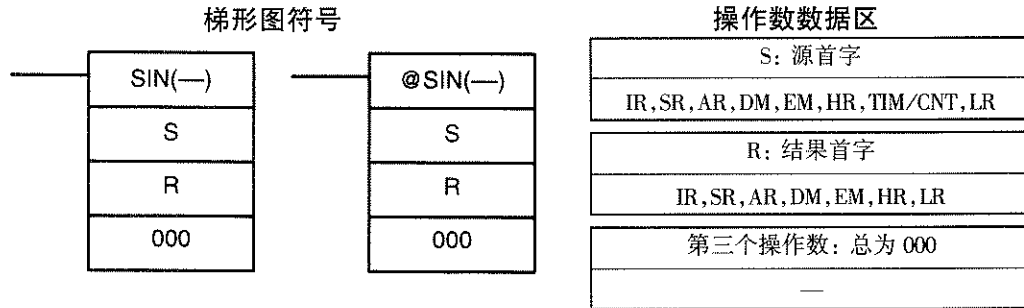 梯形图符号
SIN(—)
S
R
000
@SIN(—)
S
R
000
操作数数据区
S: 源首字
IR,SR,AR,DM,EM,HR,TIM/CNT,LR
R: 结果首字
IR,SR,AR,DM,EM,HR,LR
第三个操作数: 总为 000
—